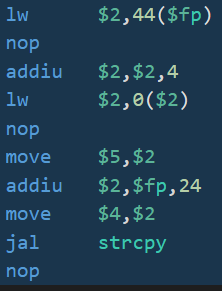 lw $2,44($fp)
nop
addiu $2,$2,4
lw $2,0($2)
nop
move $5,$2
addiu $2,$fp,24
move $4,$2
jal strcpy
nop